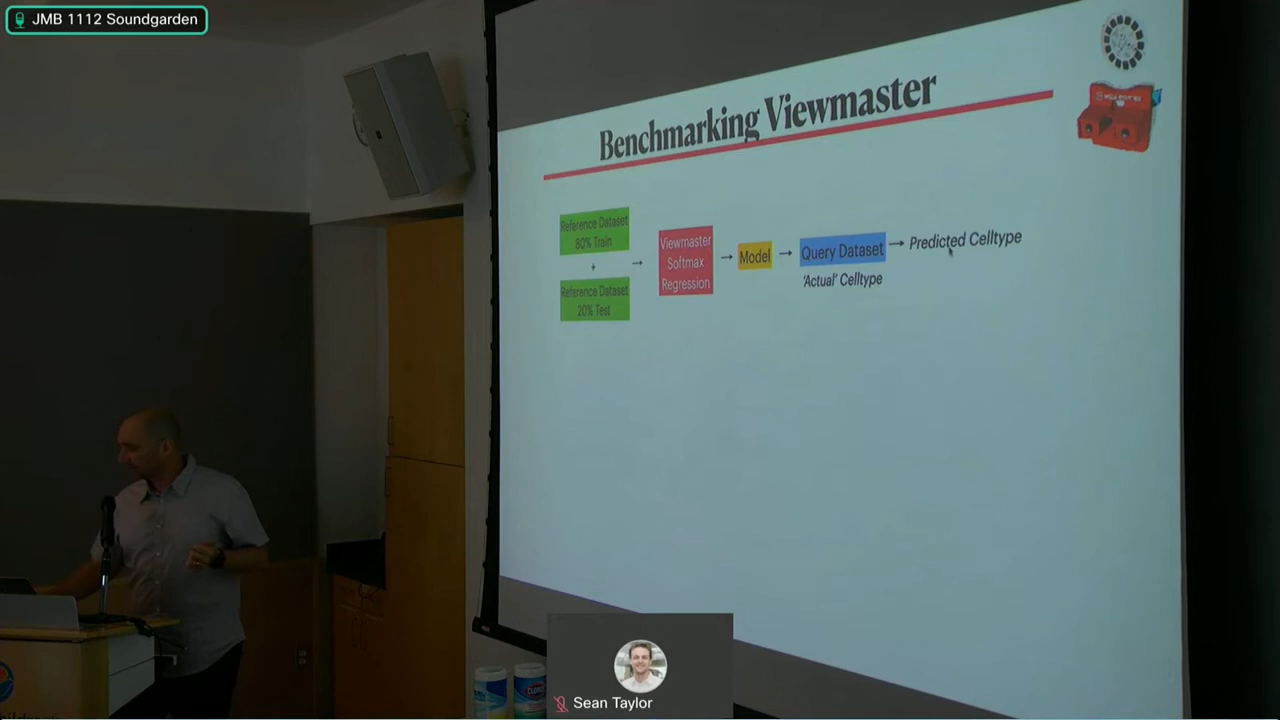 JMB 1112 Soundgarden
Benchmarking Viewmaster
Reference Dataset
80% Train
+
Reference Dataset
20% Test
→
Viewmaster
Softmax
Regression
→
Model
→
Query Dataset
'Actual' Celltype
→ Predicted Celltype
Sean Taylor
CLOROX